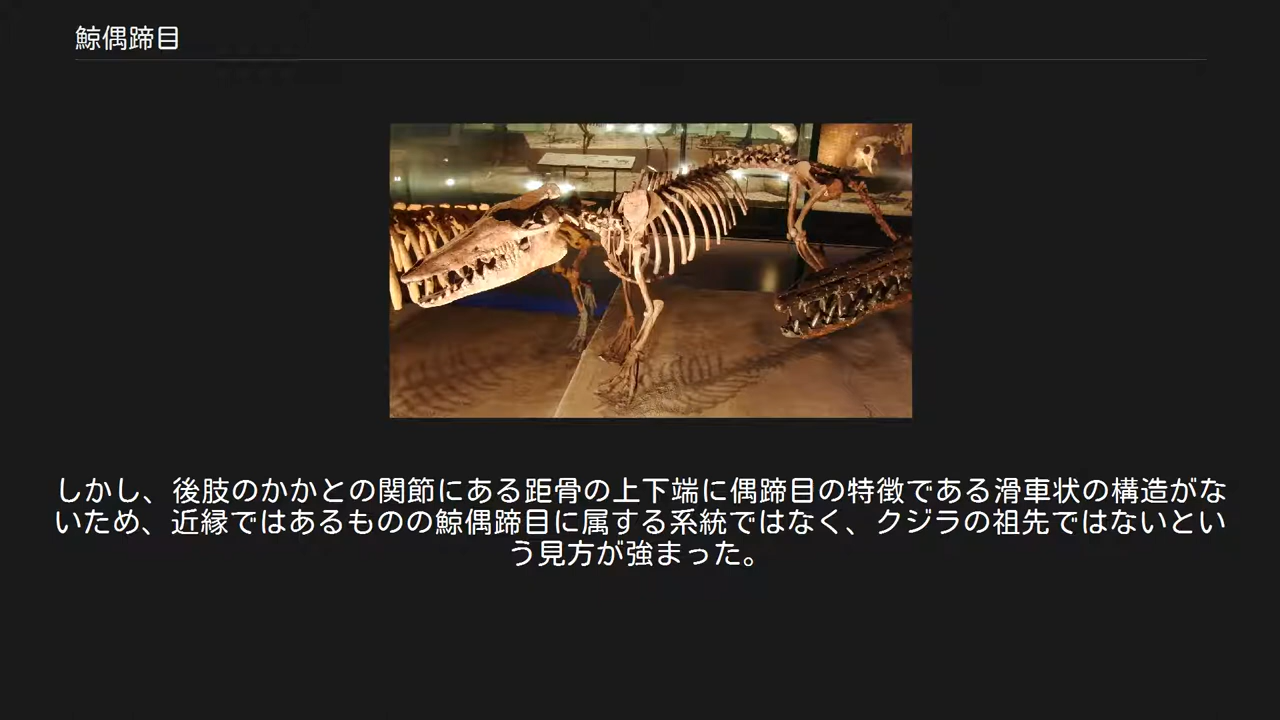 鯨偶蹄目
しかし、後肢のかかとの関節にある距骨の上下端に偶蹄目の特徴である滑車状の構造がな
いため、近縁ではあるものの鯨偶蹄目に属する系統ではなく、クジラの祖先ではないとい
う見方が強まった。